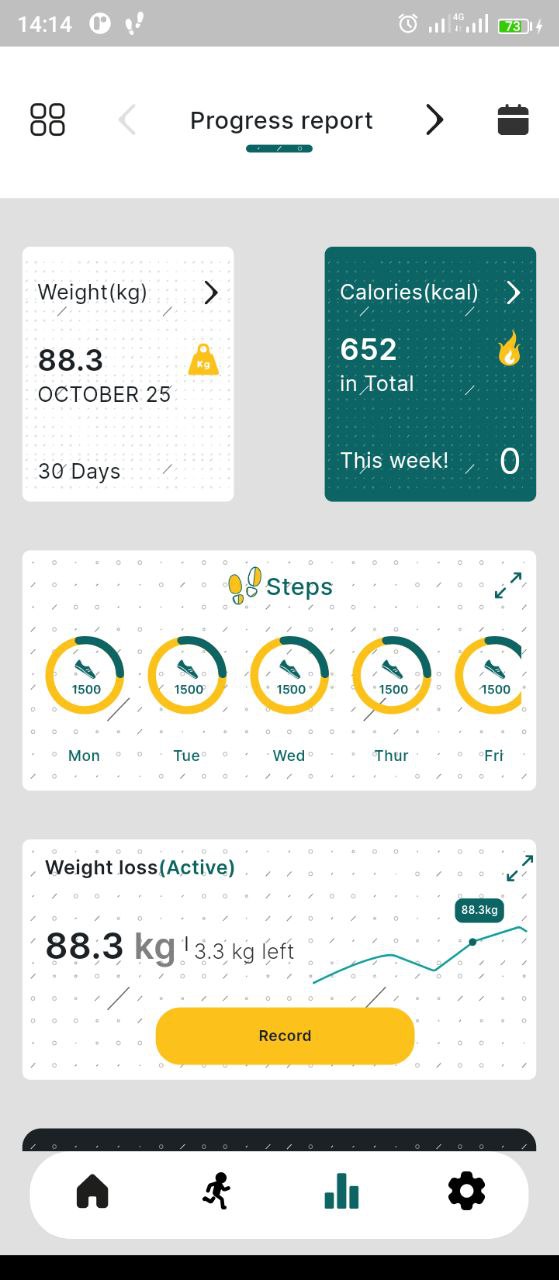 14:14
4G
73
Progress report
Weight(kg)
88.3
Kg
OCTOBER 25
30 Days
Calories(kcal)
652
in Total
This week!
0
Steps
1500
1500
1500
1500
1500
Mon
Tue
Wed
Thur
Fri
Weight loss(Active)
88.3kg
88.3 kg
3.3 kg left
Record